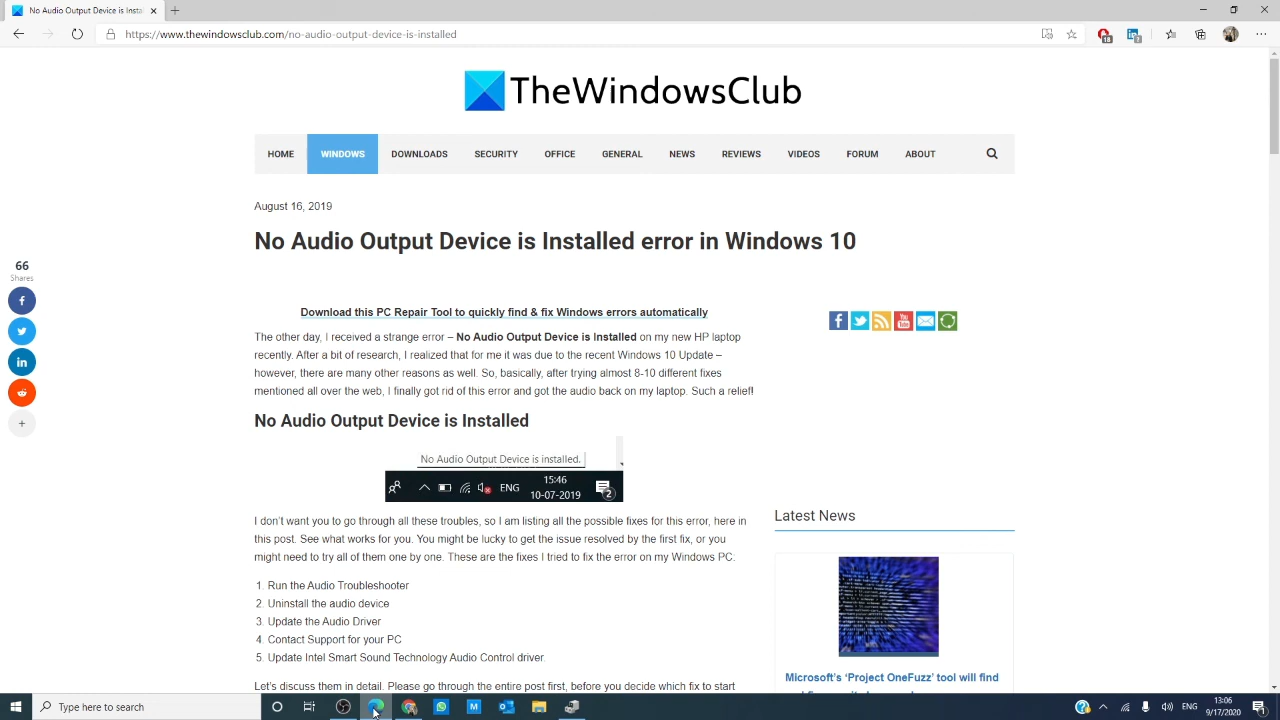 No Audio Output Device is Insta
https://www.thewindowsclub.com/no-audio-output-device-is-installed
18
7
TheWindowsClub
HOME WINDOWS DOWNLOADS SECURITY OFFICE GENERAL NEWS REVIEWS VIDEOS FORUM ABOUT
August 16, 2019
No Audio Output Device is Installed error in Windows 10
66
Shares
Download this PC Repair Tool to quickly find & fix Windows errors automatically
The other day, I received a strange error – No Audio Output Device is Installed on my new HP laptop
recently. After a bit of research, I realized that for me it was due to the recent Windows 10 Update –
however, there are many other reasons as well. So, basically, after trying almost 8-10 different fixes
mentioned all over the web, I finally got rid of this error and got the audio back on my laptop. Such a relief!
No Audio Output Device is Installed
No Audio Output Device is installed.
ENG
15:46
10-07-2019
2
I don't want you to go through all these troubles, so I am listing all the possible fixes for this error, here in
this post. See what works for you. You might be lucky to get the issue resolved by the first fix, or you
might need to try all of them one by one. These are the fixes I tried to fix the error on my Windows PC.
1. Run the Audio Troubleshooter
2. Uninstall the audio device
3. Update the Audio Driver
4. Contact Support for your PC
5. Update Intel Smart Sound Technology Audio Control driver.
Let's discuss them in detail. Please go through the entire post first, before you decide which fix to start
Latest News
Microsoft's 'Project OneFuzz' tool will find
Type here to search
ENG
13:06
9/17/2020